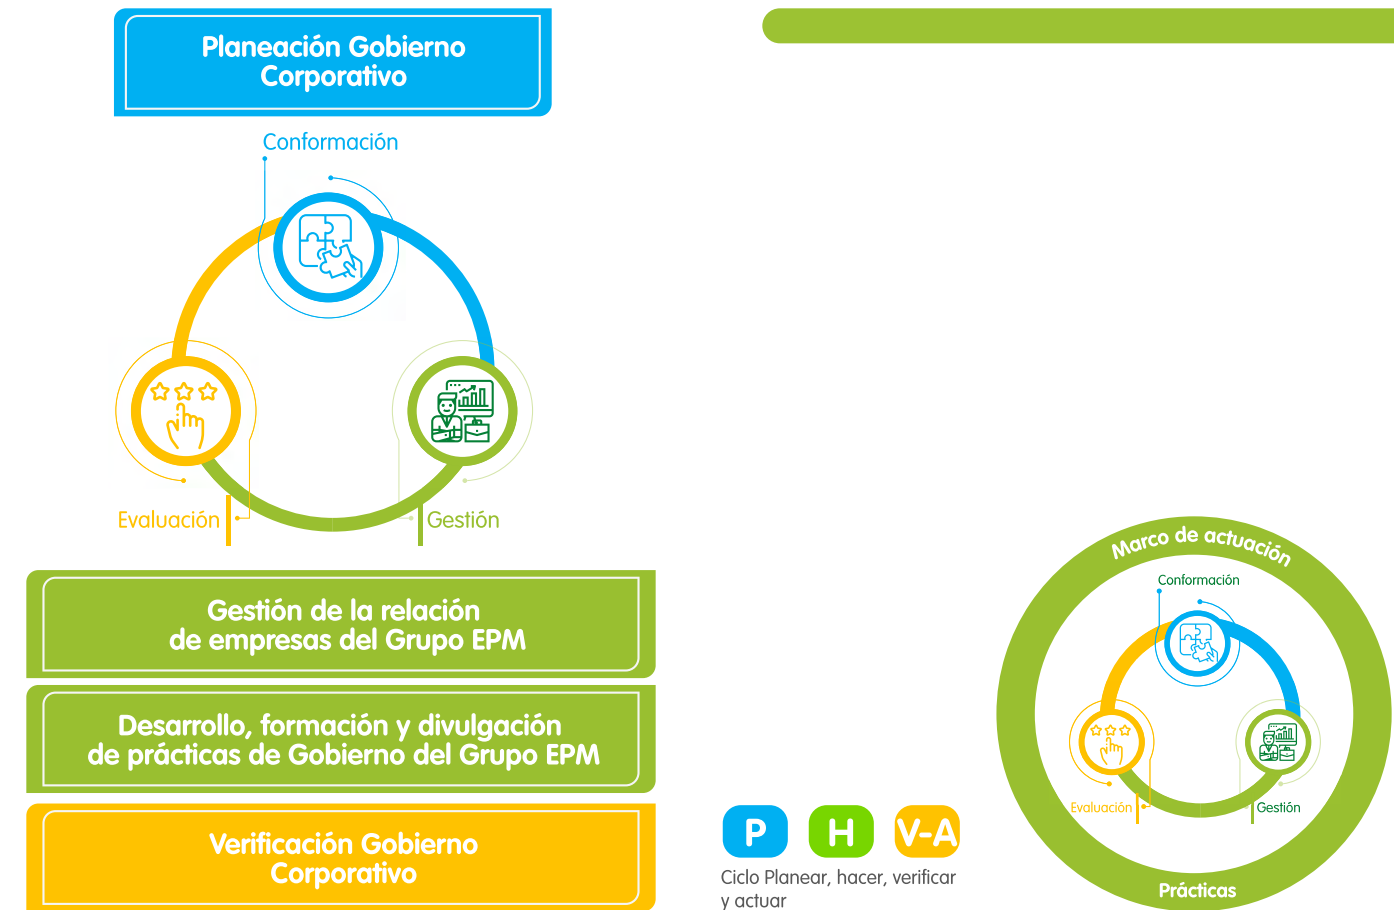 Planeación Gobierno
Corporativo
Conformación
Evaluación
Gestión
Gestión de la relación
de empresas del Grupo EPM
Desarrollo, formación y divulgación
de prácticas de Gobierno del Grupo EPM
Verificación Gobierno
Corporativo
P
H
V-A
Ciclo Planear, hacer, verificar
y actuar
Marco de actuación
Conformación
Evaluación
Gestión
Prácticas